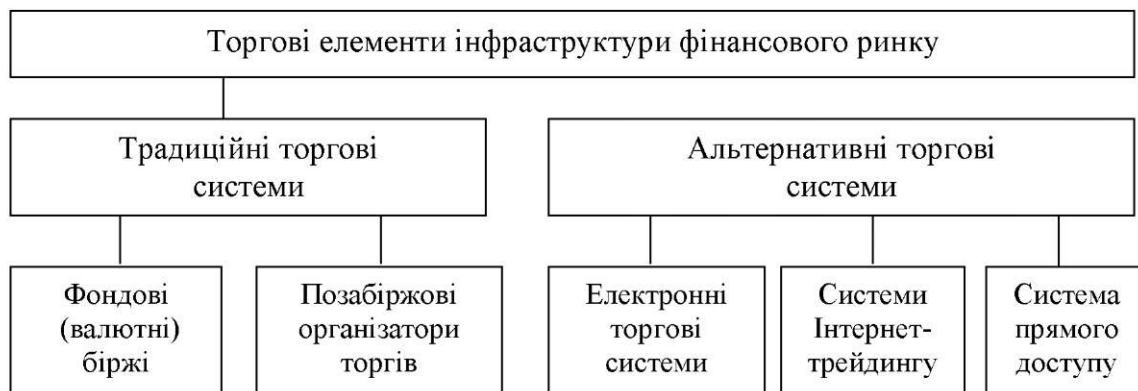 Торгові елементи інфраструктури фінансового ринку
Традиційні торгові
системи
Альтернативні торгові
системи
Фондові
(валютні)
біржі
Позабіржові
організатори
торгів
Електронні
торгові
системи
Системи
Інтернет-
трейдингу
Система
прямого
доступу